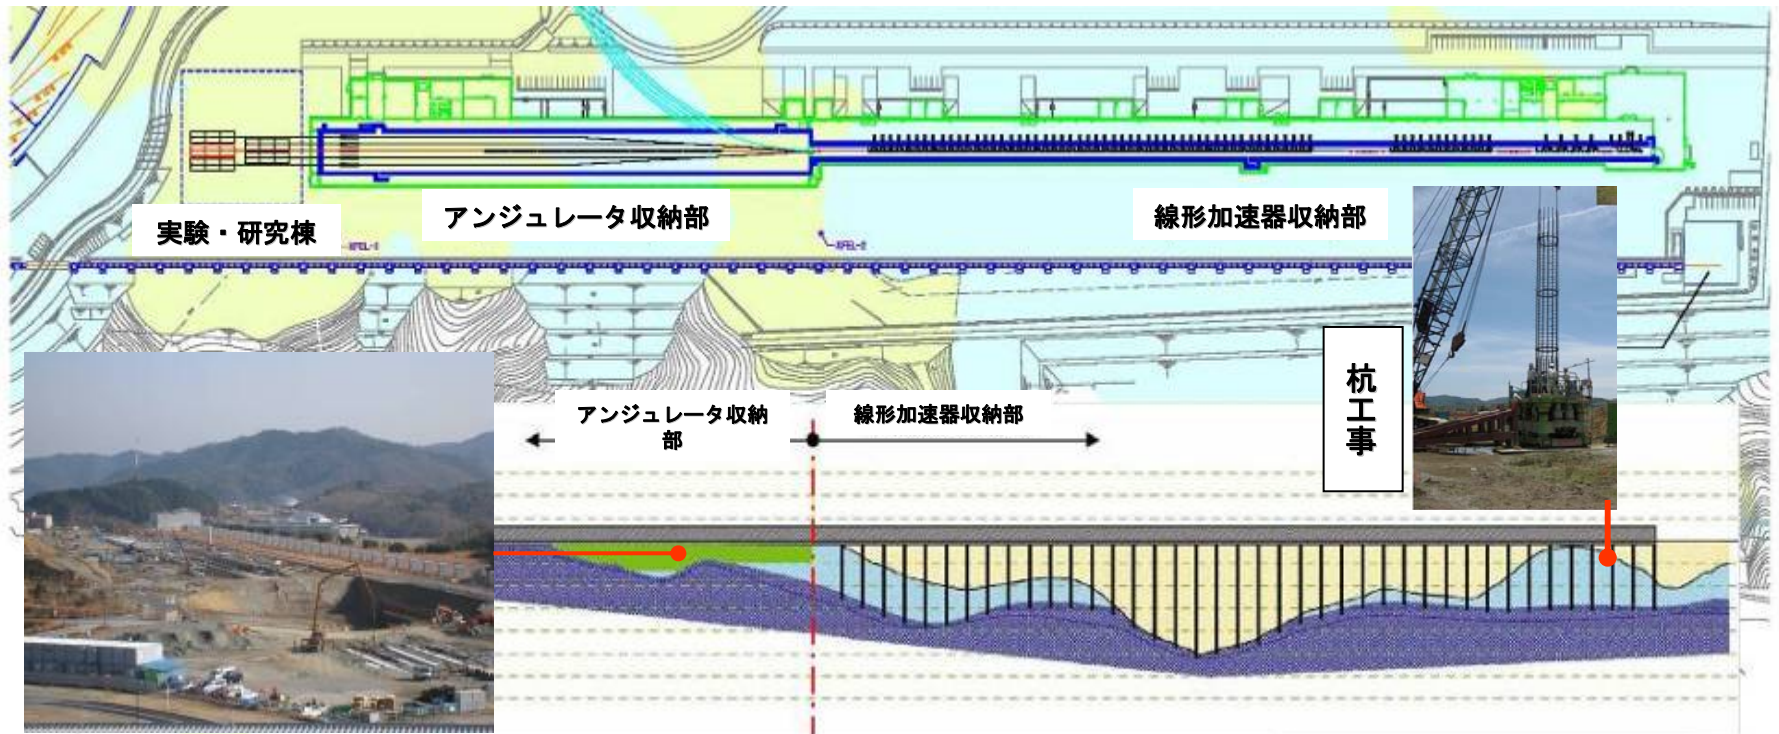 実験・研究棟
アンジュレータ収納部
線形加速器収納部
XFEL-2
杭工事
アンジュレータ収納
部
線形加速器収納部